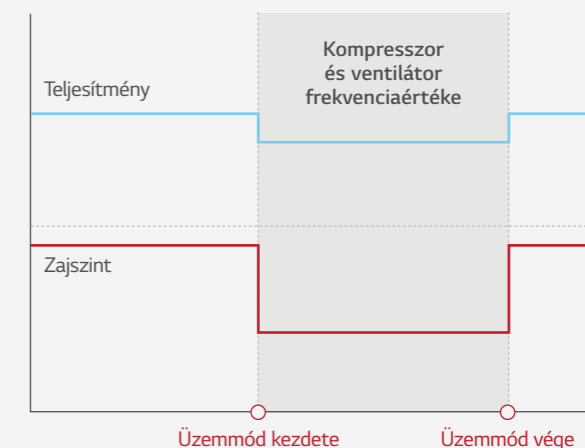 Kompresszor
és ventilátor
frekvenciaértéke
Teljesítmény
Zajszint
Üzemmód kezdete
Üzemmód vége